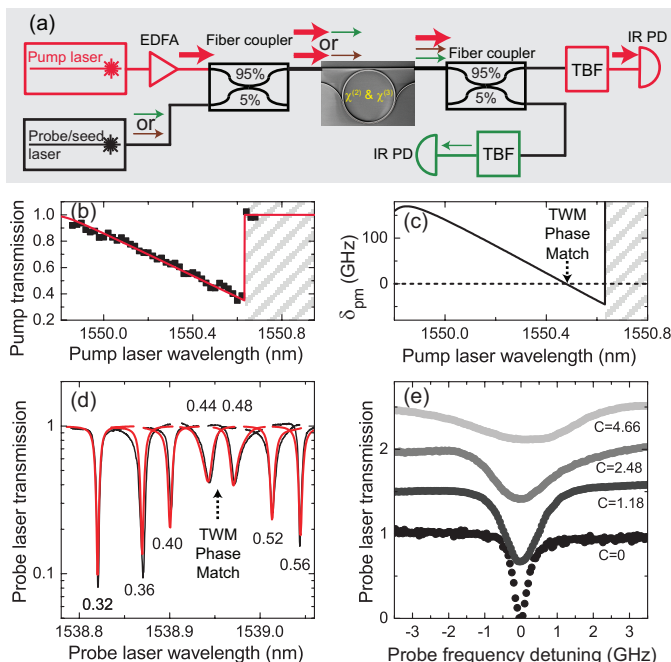 (a)
EDFA
Fiber coupler
or
Fiber coupler
IR PD
Pump laser
95%
5%
χ(2) & χ(3)
95%
5%
TBF
Probe/seed
laser
or
IR PD
TBF
(b)
1.0
0.8
0.6
0.4
0.2
Pump transmission
1550.0
1550.4
1550.8
Pump laser wavelength (nm)
(c)
TWM
Phase
Match
100
0
δpm (GHz)
1550.0
1550.4
1550.8
Pump laser wavelength (nm)
(d)
0.44
0.48
1
0.1
0.32
0.36
0.40
TWM
Phase
Match
0.52
0.56
Probe laser transmission
1538.8
1538.9
1539.0
Probe laser wavelength (nm)
(e)
2
1
0
C=4.66
C=2.48
C=1.18
C=0
Probe laser transmission
-3
-2
-1
0
1
2
3
Probe frequency detuning (GHz)